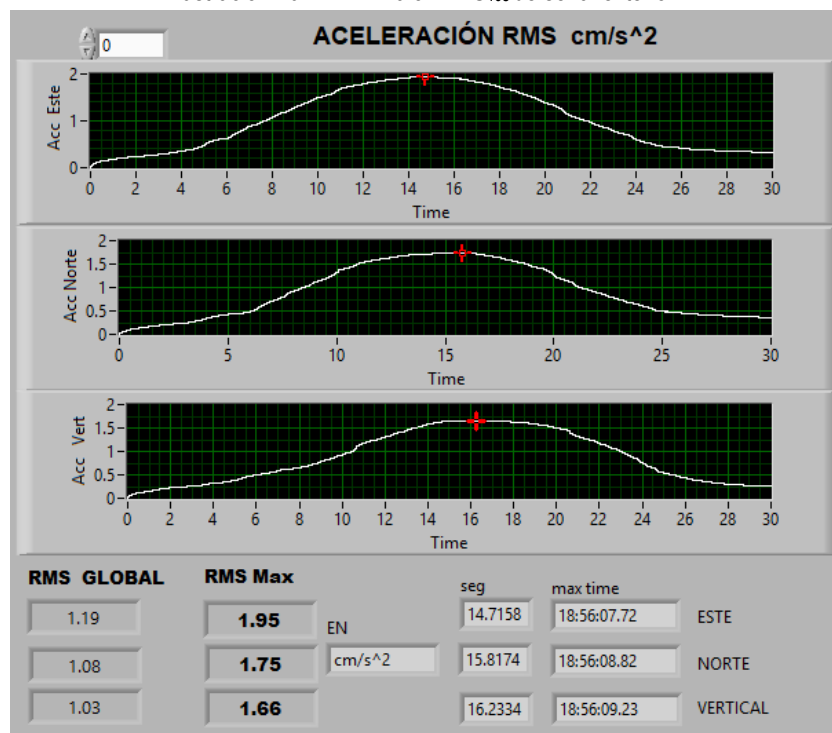 0
ACELERACIÓN RMS cm/s^2
Acc Este
2
1
0
0 2 4 6 8 10 12 14 16 18 20 22 24 26 28 30
Time
Acc Norte
2
1.5
1
0.5
0
0 5 10 15 20 25 30
Time
Acc Vert
2
1.5
1
0.5
0
0 2 4 6 8 10 12 14 16 18 20 22 24 26 28 30
Time
RMS GLOBAL RMS Max seg max time
1.19 1.95 EN 14.7158 18:56:07.72 ESTE
1.08 1.75 cm/s^2 15.8174 18:56:08.82 NORTE
1.03 1.66 16.2334 18:56:09.23 VERTICAL